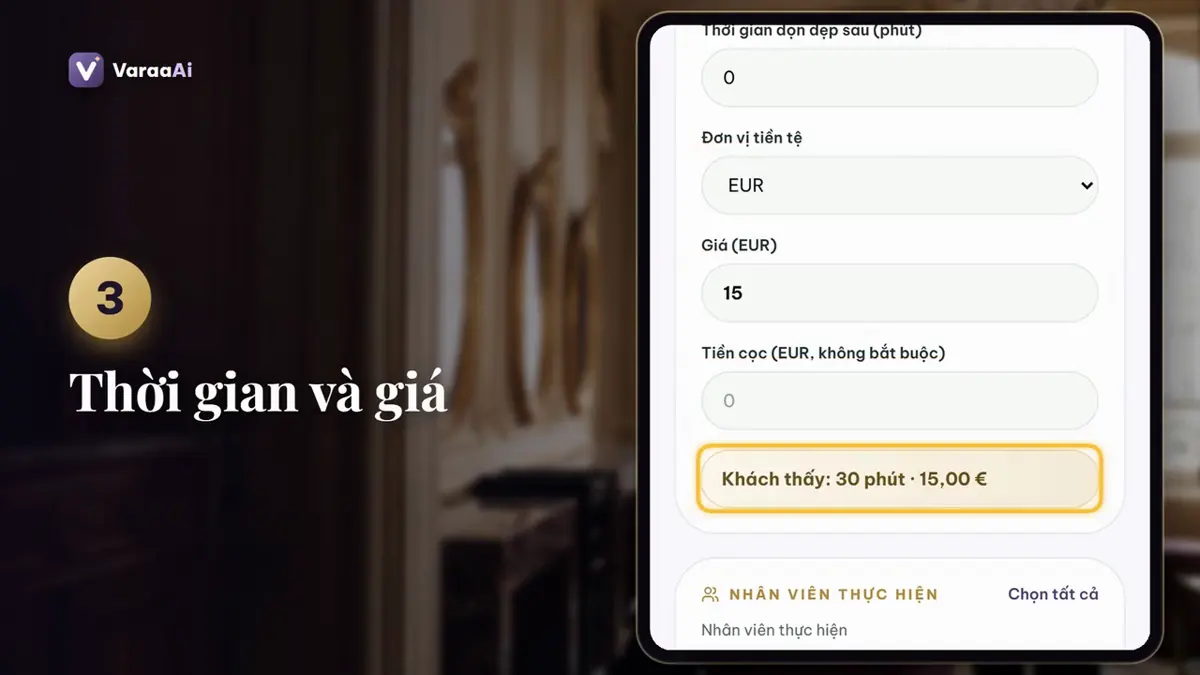 VaraaAi
3
Thời gian và giá
Thời gian dọn dẹp sau (phút)
0
Đơn vị tiền tệ
EUR
Giá (EUR)
15
Tiền cọc (EUR, không bắt buộc)
0
Khách thấy: 30 phút · 15,00 €
NHÂN VIÊN THỰC HIỆN
Chọn tất cả
Nhân viên thực hiện